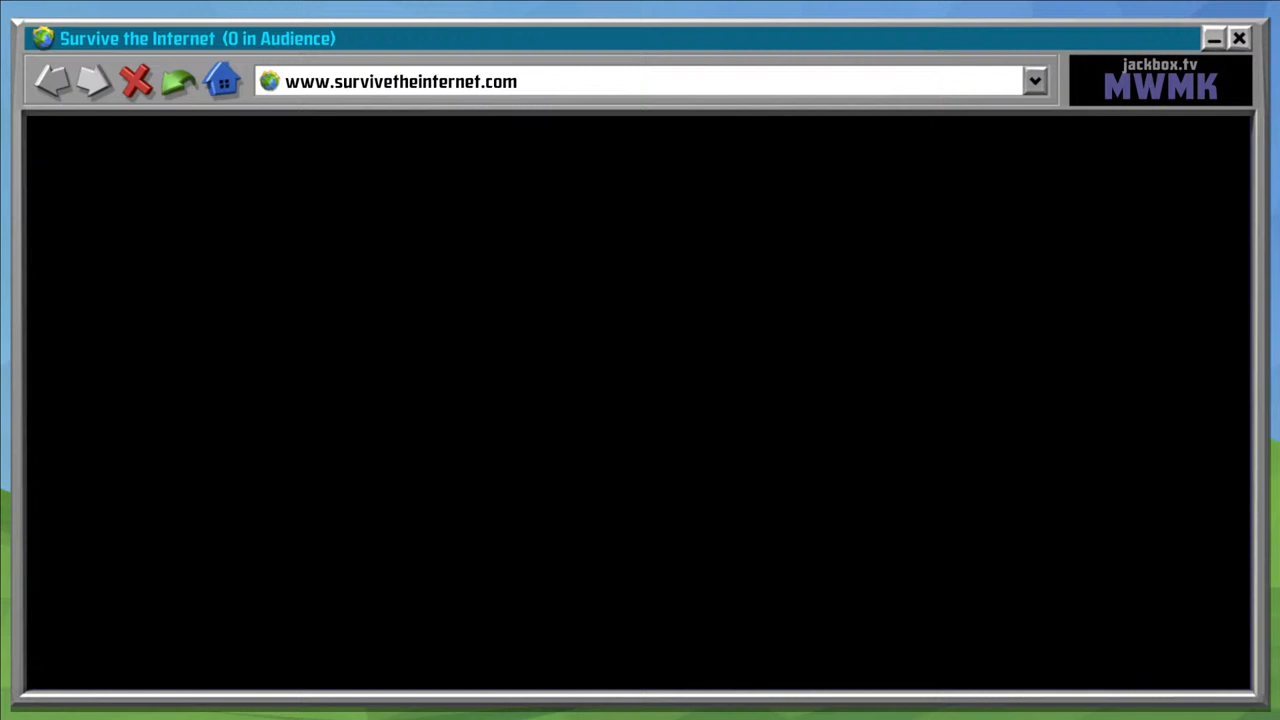 Survive the Internet (0 in Audience)
www.survivetheinternet.com
jackbox.tv
MWMK